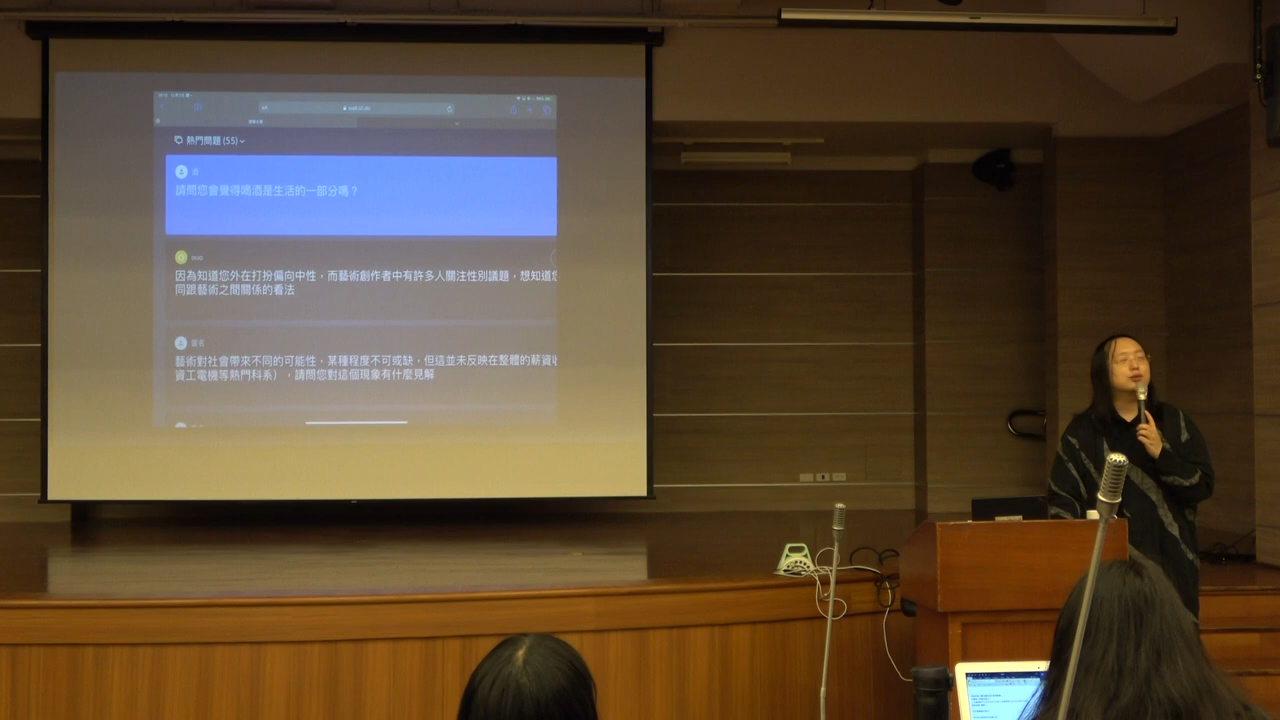 熱門問題 (55)
請問您會覺得喝酒是生活的一部分嗎？
因為知道您外在打扮偏向中性，而藝術創作者中有許多人關注性別議題，想知道您
同跟藝術之間關係的看法
匿名
藝術對社會帶來不同的可能性，某種程度不可或缺，但這並未反映在整體的薪資收
資工電機等熱門科系），請問您對這個現象有什麼見解